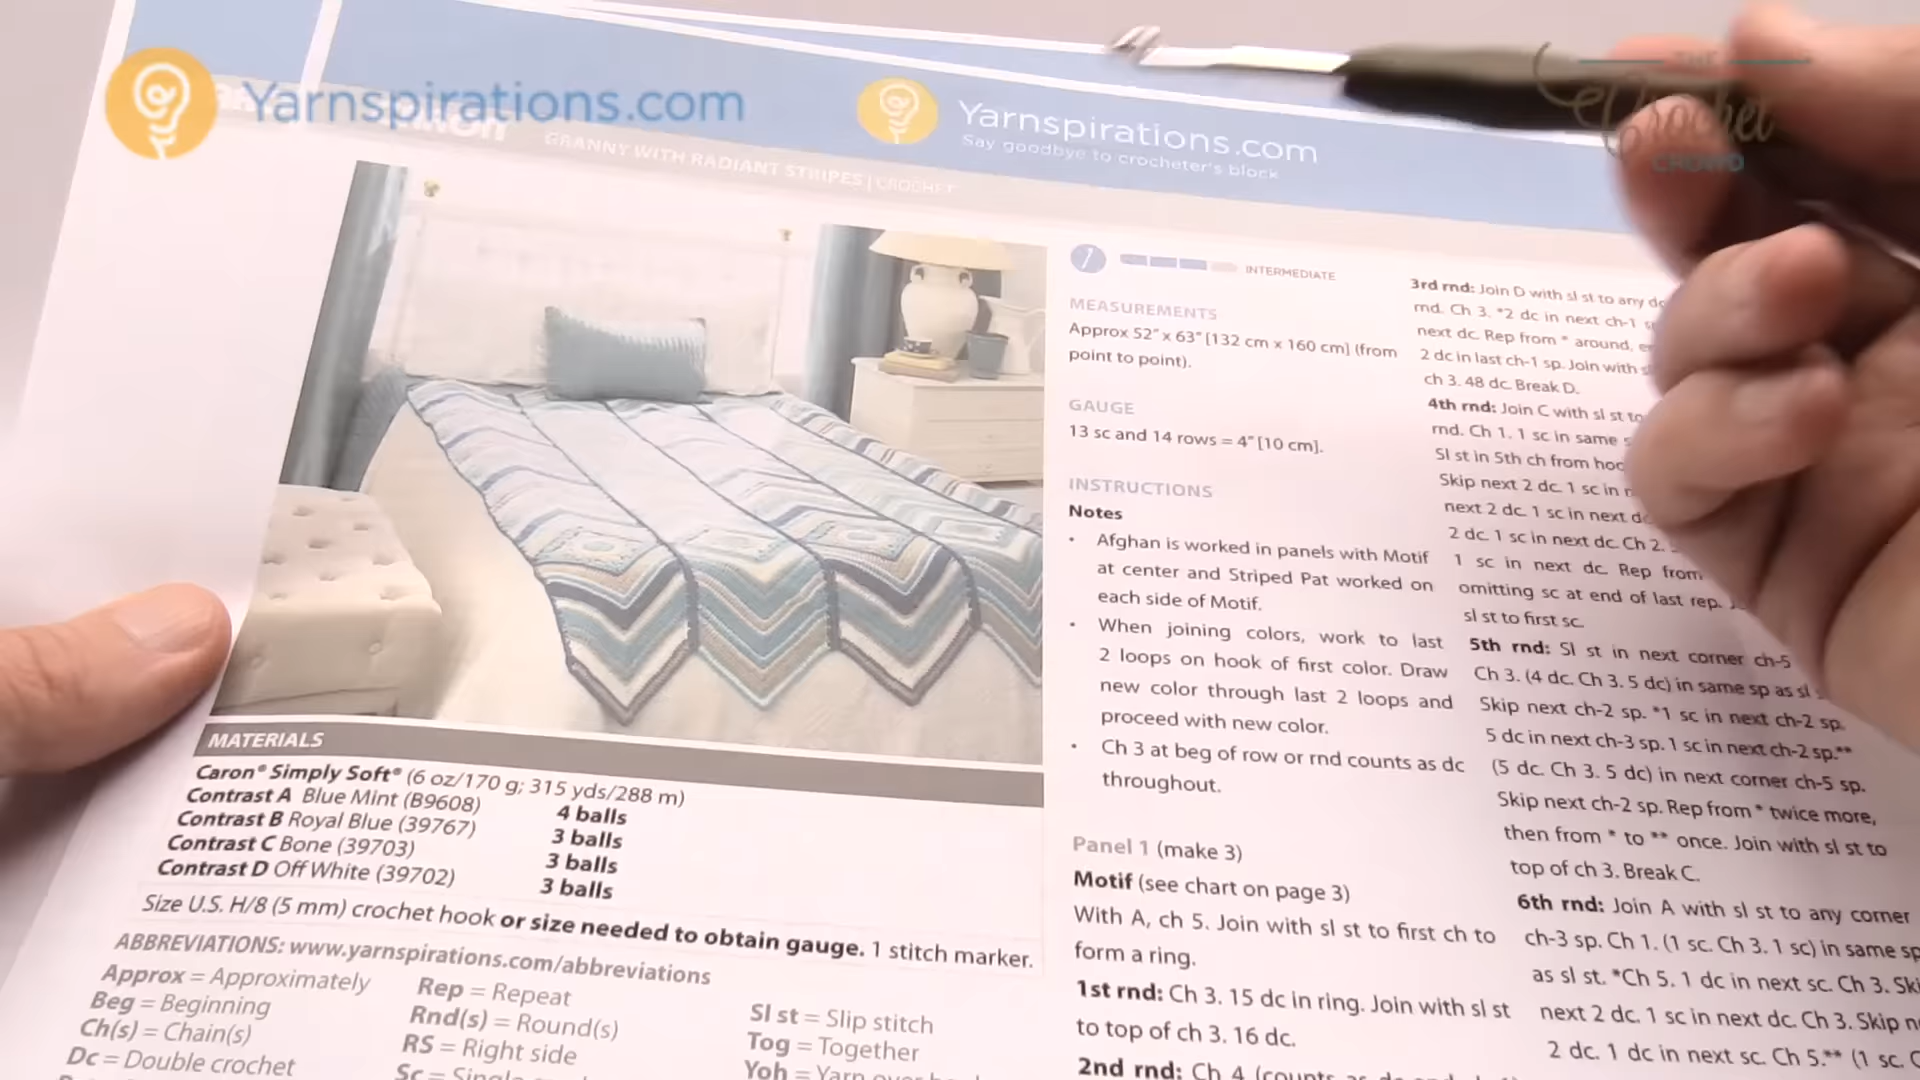 Yarnspirations.com
Yarnspirations.com
Say goodbye to crocheter's block
GRANNY WITH RADIANT STRIPES | CROCHET
THE
Crochet
CROWD
MATERIALS
Caron® Simply Soft® (6 oz/170 g; 315 yds/288 m)
Contrast A Blue Mint (B9608) 4 balls
Contrast B Royal Blue (39767) 3 balls
Contrast C Bone (39703) 3 balls
Contrast D Off White (39702) 3 balls
Size U.S. H/8 (5 mm) crochet hook or size needed to obtain gauge. 1 stitch marker.
ABBREVIATIONS: www.yarnspirations.com/abbreviations
Approx = Approximately
Beg = Beginning
Ch(s) = Chain(s)
Dc = Double crochet
Rep = Repeat
Rnd(s) = Round(s)
RS = Right side
Sc = Single
Sl st = Slip stitch
Tog = Together
Yoh = Yarn over
INTERMEDIATE
MEASUREMENTS
Approx 52" x 63" [132 cm x 160 cm] (from
point to point).
GAUGE
13 sc and 14 rows = 4" [10 cm].
INSTRUCTIONS
Notes
• Afghan is worked in panels with Motif
at center and Striped Pat worked on
each side of Motif.
• When joining colors, work to last
2 loops on hook of first color. Draw
new color through last 2 loops and
proceed with new color.
• Ch 3 at beg of row or rnd counts as dc
throughout.
Panel 1 (make 3)
Motif (see chart on page 3)
With A, ch 5. Join with sl st to first ch to
form a ring.
1st rnd: Ch 3. 15 dc in ring. Join with sl st
to top of ch 3. 16 dc.
2nd rnd: Ch 4 (counts as dc
3rd rnd: Join D with sl st to any dc
rnd. Ch 3. *2 dc in next ch-1
next dc. Rep from * around,
2 dc in last ch-1 sp. Join with
ch 3. 48 dc. Break D.
4th rnd: Join C with sl st to
rnd. Ch 1. 1 sc in same
Sl st in 5th ch from
Skip next 2 dc. 1 sc in
next 2 dc. 1 sc in next
2 dc. 1 sc in next dc. Ch 2.
1 sc in next dc. Rep from
omitting sc at end of last rep.
sl st to first sc.
5th rnd: Sl st in next corner ch-5
Ch 3. (4 dc. Ch 3. 5 dc) in same sp as sl
Skip next ch-2 sp. *1 sc in next ch-2 sp.
5 dc in next ch-3 sp. 1 sc in next ch-2 sp.**
(5 dc. Ch 3. 5 dc) in next corner ch-5 sp.
Skip next ch-2 sp. Rep from * twice more,
then from * to ** once. Join with sl st to
top of ch 3. Break C.
6th rnd: Join A with sl st to any corner
ch-3 sp. Ch 1. (1 sc. Ch 3. 1 sc) in same sp
as sl st. *Ch 5. 1 dc in next sc. Ch 3.
next 2 dc. 1 sc in next dc. Ch 3. Skip
2 dc. 1 dc in next sc. Ch 5.** (1 sc.